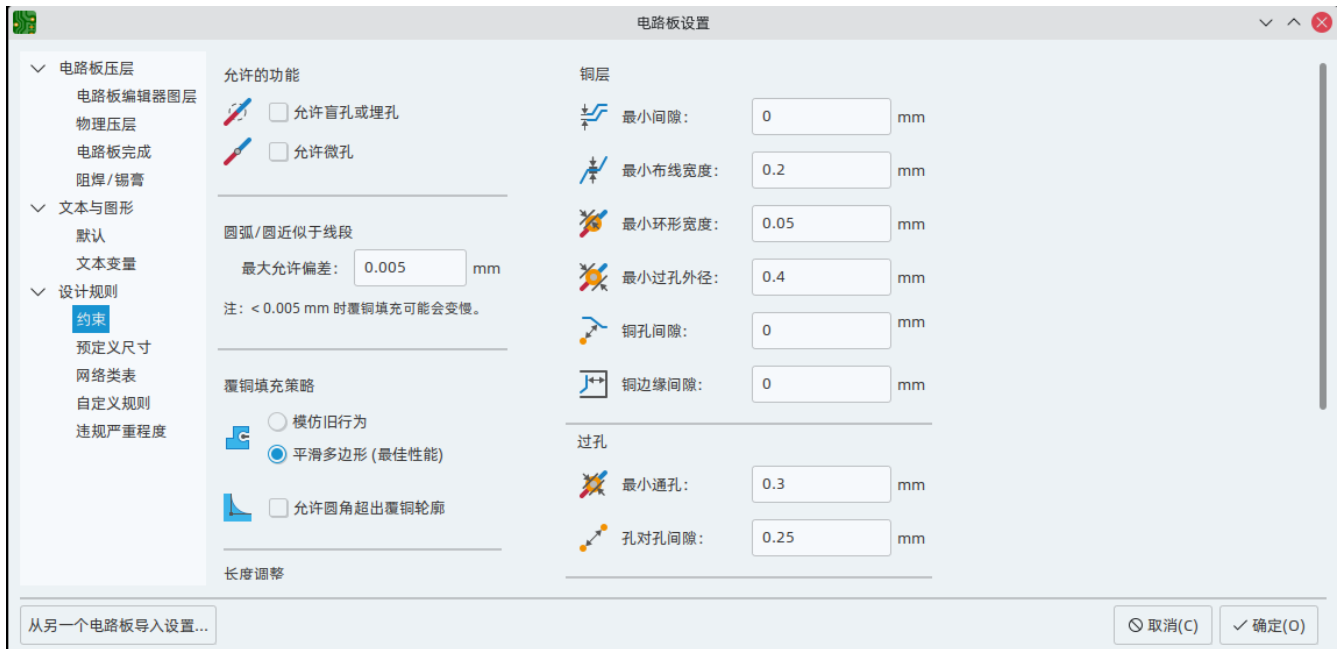 电路板设置
电路板压层
电路板编辑器图层
物理压层
电路板完成
阻焊/锡膏
文本与图形
默认
文本变量
设计规则
约束
预定义尺寸
网络类表
自定义规则
违规严重程度
允许的功能
允许盲孔或埋孔
允许微孔
圆弧/圆近似于线段
最大允许偏差： 0.005 mm
注：< 0.005 mm 时覆铜填充可能会变慢。
覆铜填充策略
模仿旧行为
平滑多边形 (最佳性能)
允许圆角超出覆铜轮廓
长度调整
铜层
最小间隙： 0 mm
最小布线宽度： 0.2 mm
最小环形宽度： 0.05 mm
最小过孔外径： 0.4 mm
铜孔间隙： 0 mm
铜边缘间隙： 0 mm
过孔
最小通孔： 0.3 mm
孔对孔间隙： 0.25 mm
从另一个电路板导入设置...
取消(C)
确定(O)